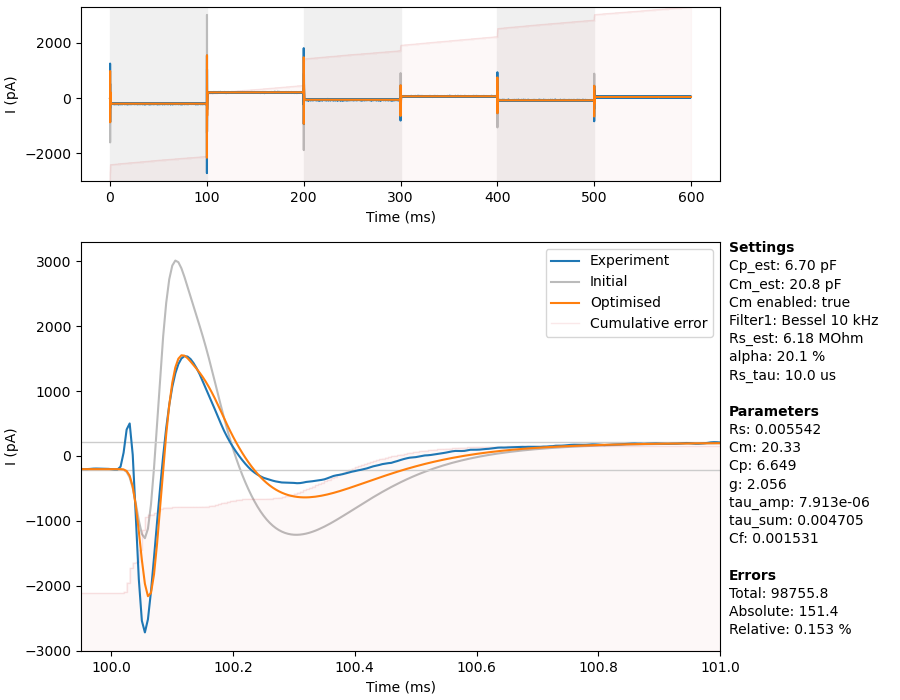 2000
0
−2000
I (pA)
0 100 200 300 400 500 600
Time (ms)
3000
2000
1000
0
−1000
−2000
−3000
I (pA)
100.0 100.2 100.4 100.6 100.8 101.0
Time (ms)
Experiment
Initial
Optimised
Cumulative error
Settings
Cp_est: 6.70 pF
Cm_est: 20.8 pF
Cm enabled: true
Filter1: Bessel 10 kHz
Rs_est: 6.18 MOhm
alpha: 20.1 %
Rs_tau: 10.0 us
Parameters
Rs: 0.005542
Cm: 20.33
Cp: 6.649
g: 2.056
tau_amp: 7.913e-06
tau_sum: 0.004705
Cf: 0.001531
Errors
Total: 98755.8
Absolute: 151.4
Relative: 0.153 %